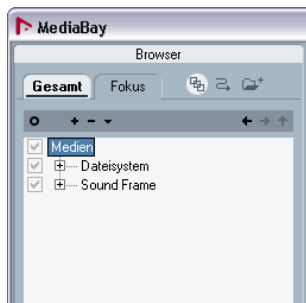 MediaBay
Browser
Gesamt Fokus
Medien
Dateisystem
Sound Frame